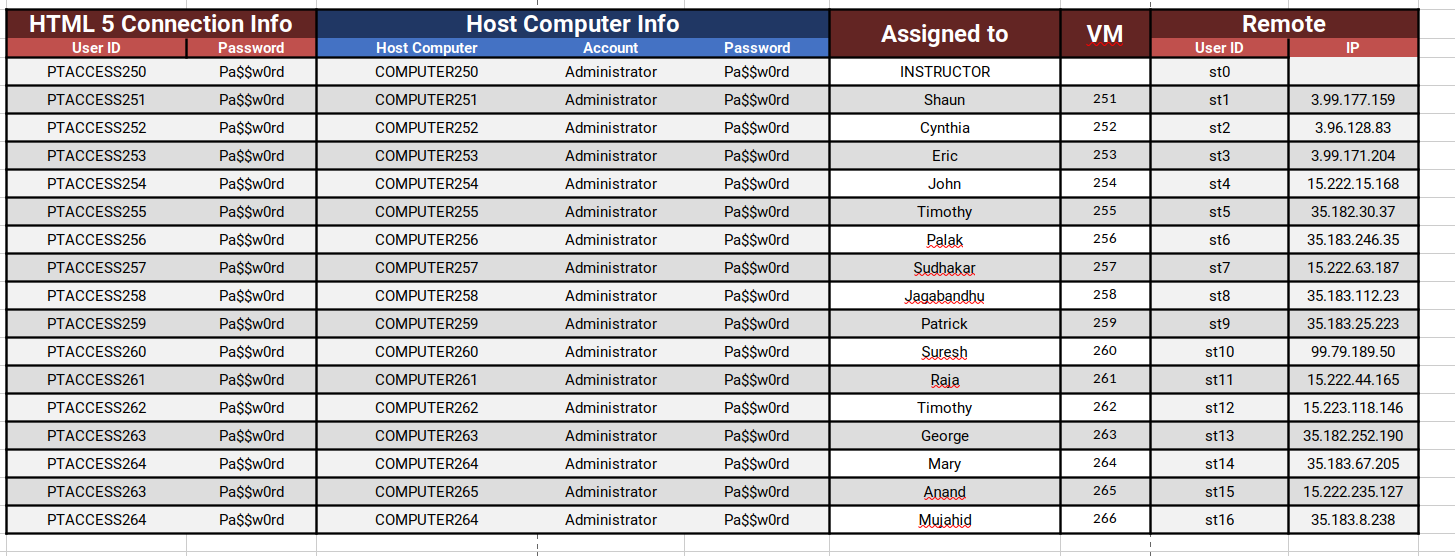 HTML 5 Connection Info Host Computer Info Assigned to VM Remote
User ID Password Host Computer Account Password User ID IP
PTACCESS250 Pa$$w0rd COMPUTER250 Administrator Pa$$w0rd INSTRUCTOR st0
PTACCESS251 Pa$$w0rd COMPUTER251 Administrator Pa$$w0rd Shaun 251 st1 3.99.177.159
PTACCESS252 Pa$$w0rd COMPUTER252 Administrator Pa$$w0rd Cynthia 252 st2 3.96.128.83
PTACCESS253 Pa$$w0rd COMPUTER253 Administrator Pa$$w0rd Eric 253 st3 3.99.171.204
PTACCESS254 Pa$$w0rd COMPUTER254 Administrator Pa$$w0rd John 254 st4 15.222.15.168
PTACCESS255 Pa$$w0rd COMPUTER255 Administrator Pa$$w0rd Timothy 255 st5 35.182.30.37
PTACCESS256 Pa$$w0rd COMPUTER256 Administrator Pa$$w0rd Palak 256 st6 35.183.246.35
PTACCESS257 Pa$$w0rd COMPUTER257 Administrator Pa$$w0rd Sudhakar 257 st7 15.222.63.187
PTACCESS258 Pa$$w0rd COMPUTER258 Administrator Pa$$w0rd Jagabandhu 258 st8 35.183.112.23
PTACCESS259 Pa$$w0rd COMPUTER259 Administrator Pa$$w0rd Patrick 259 st9 35.183.25.223
PTACCESS260 Pa$$w0rd COMPUTER260 Administrator Pa$$w0rd Suresh 260 st10 99.79.189.50
PTACCESS261 Pa$$w0rd COMPUTER261 Administrator Pa$$w0rd Raja 261 st11 15.222.44.165
PTACCESS262 Pa$$w0rd COMPUTER262 Administrator Pa$$w0rd Timothy 262 st12 15.223.118.146
PTACCESS263 Pa$$w0rd COMPUTER263 Administrator Pa$$w0rd George 263 st13 35.182.252.190
PTACCESS264 Pa$$w0rd COMPUTER264 Administrator Pa$$w0rd Mary 264 st14 35.183.67.205
PTACCESS263 Pa$$w0rd COMPUTER265 Administrator Pa$$w0rd Anand 265 st15 15.222.235.127
PTACCESS264 Pa$$w0rd COMPUTER264 Administrator Pa$$w0rd Mujahid 266 st16 35.183.8.238